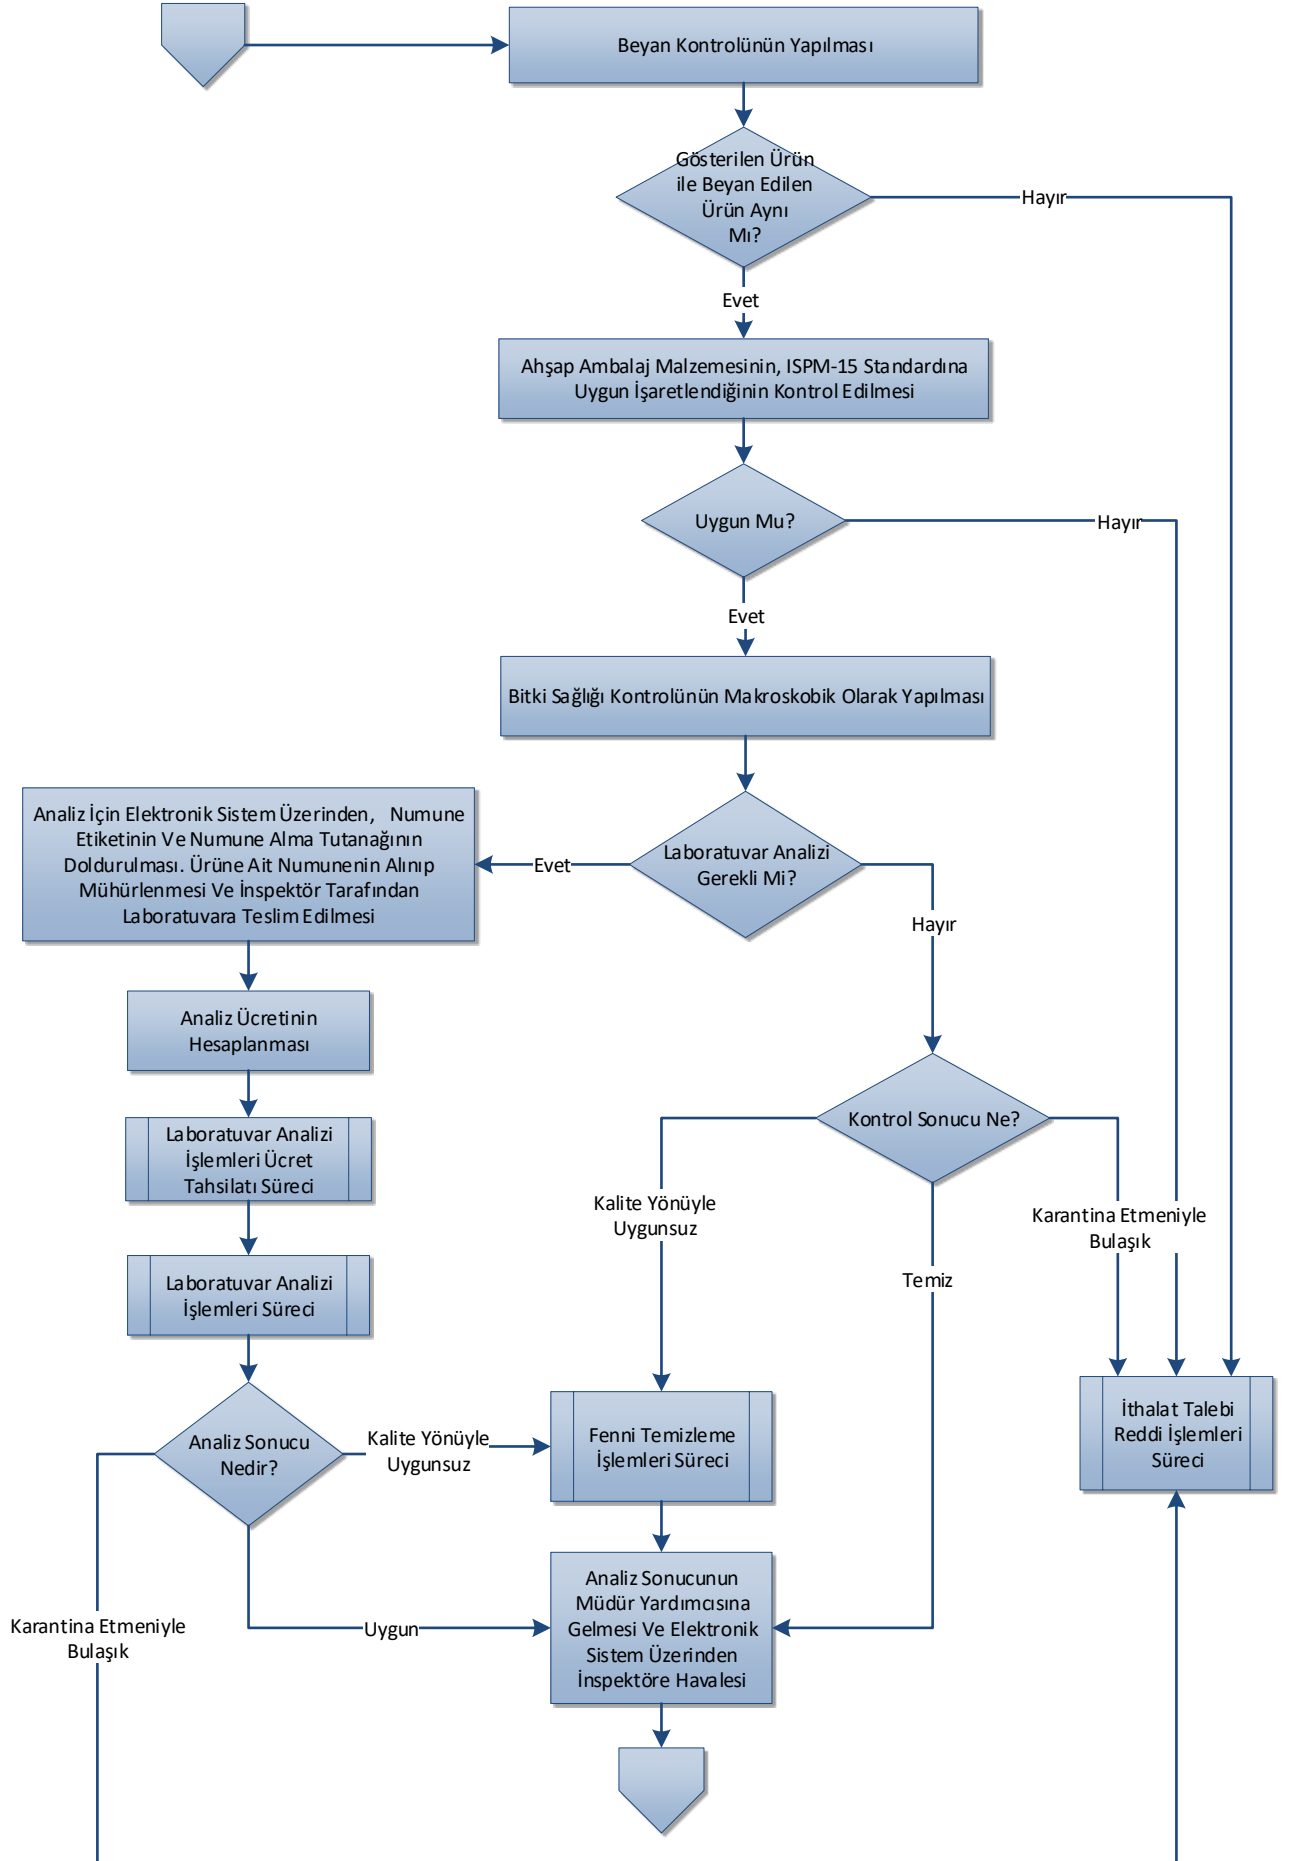 Beyan Kontrolünün Yapılması
Gösterilen Ürün
ile Beyan Edilen
Ürün Aynı
Mı?
Hayır
Evet
Ahşap Ambalaj Malzemesinin, ISPM-15 Standardına
Uygun İşaretlendiğinin Kontrol Edilmesi
Uygun Mu?
Hayır
Evet
Bitki Sağlığı Kontrolünün Makroskobik Olarak Yapılması
Laboratuvar Analizi
Gerekli Mi?
Evet
Hayır
Analiz İçin Elektronik Sistem Üzerinden, Numune
Etiketinin Ve Numune Alma Tutanağının
Doldurulması. Ürüne Ait Numunenin Alınıp
Mühürlenmesi Ve İnspektör Tarafından
Laboratuvara Teslim Edilmesi
Analiz Ücretinin
Hesaplanması
Laboratuvar Analizi
İşlemleri Ücret
Tahsilatı Süreci
Laboratuvar Analizi
İşlemleri Süreci
Kontrol Sonucu Ne?
Kalite Yönüyle
Uygunsuz
Temiz
Karantina Etmeniyle
Bulaşık
Analiz Sonucu
Nedir?
Kalite Yönüyle
Uygunsuz
Fenni Temizleme
İşlemleri Süreci
İthalat Talebi
Reddi İşlemleri
Süreci
Karantina Etmeniyle
Bulaşık
Uygun
Analiz Sonucunun
Müdür Yardımcısına
Gelmesi Ve Elektronik
Sistem Üzerinden
İnspektöre Havalesi